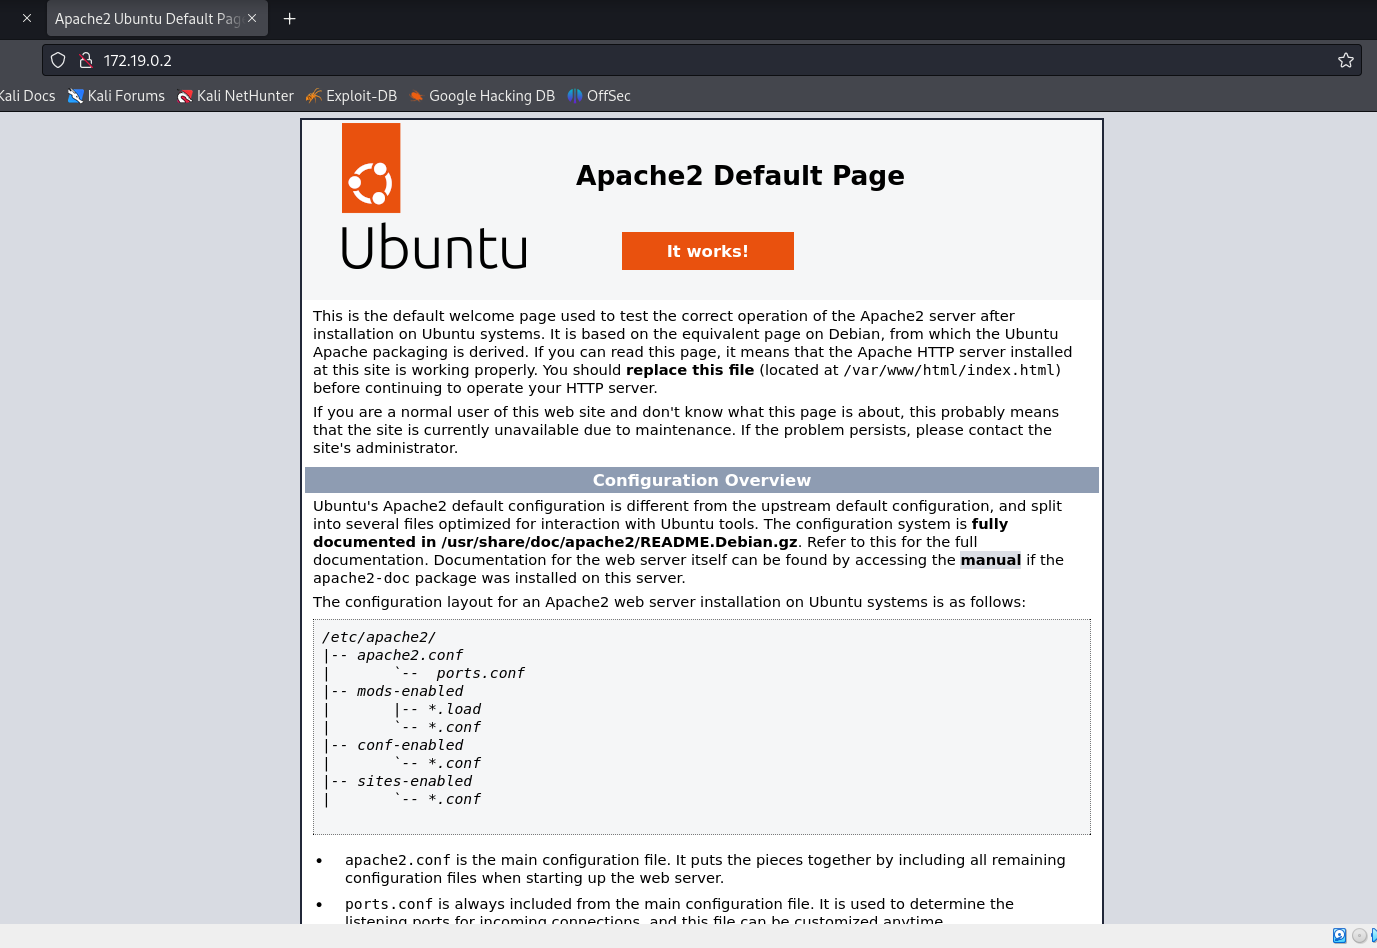 Apache2 Ubuntu Default Pag
172.19.0.2
Kali Docs Kali Forums Kali NetHunter Exploit-DB Google Hacking DB OffSec
Apache2 Default Page
Ubuntu
It works!
This is the default welcome page used to test the correct operation of the Apache2 server after
installation on Ubuntu systems. It is based on the equivalent page on Debian, from which the Ubuntu
Apache packaging is derived. If you can read this page, it means that the Apache HTTP server installed
at this site is working properly. You should replace this file (located at /var/www/html/index.html)
before continuing to operate your HTTP server.
If you are a normal user of this web site and don't know what this page is about, this probably means
that the site is currently unavailable due to maintenance. If the problem persists, please contact the
site's administrator.
Configuration Overview
Ubuntu's Apache2 default configuration is different from the upstream default configuration, and split
into several files optimized for interaction with Ubuntu tools. The configuration system is fully
documented in /usr/share/doc/apache2/README.Debian.gz. Refer to this for the full
documentation. Documentation for the web server itself can be found by accessing the manual if the
apache2-doc package was installed on this server.
The configuration layout for an Apache2 web server installation on Ubuntu systems is as follows:
/etc/apache2/
|-- apache2.conf
|       `--  ports.conf
|-- mods-enabled
|       |-- *.load
|       `-- *.conf
|-- conf-enabled
|       `-- *.conf
|-- sites-enabled
|       `-- *.conf
• apache2.conf is the main configuration file. It puts the pieces together by including all remaining
configuration files when starting up the web server.
• ports.conf is always included from the main configuration file. It is used to determine the
listening ports for incoming connections, and this file can be customized anytime.